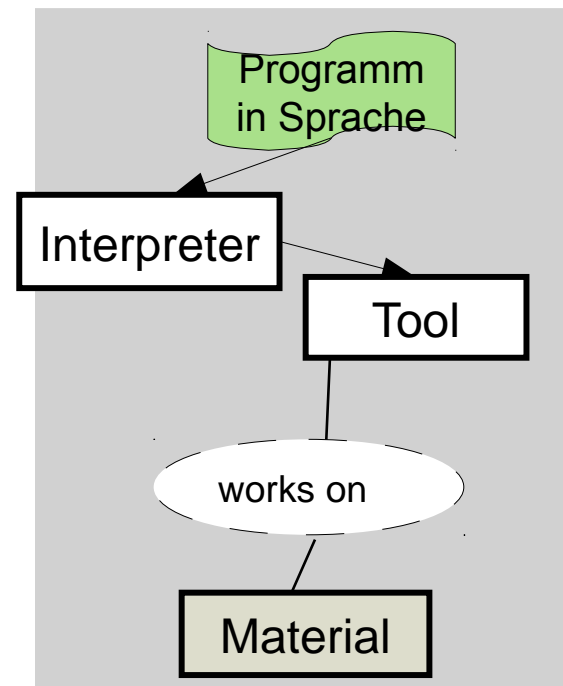 Programm
in Sprache
Interpreter
Tool
works on
Material